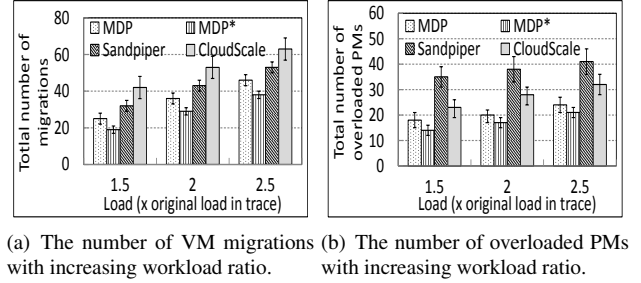 80
60
40
20
0
Totlal number of
migrations
MDP
MDP*
Sandpiper
CloudScale
1.5
2
2.5
Load (x original load in trace)
60
50
40
30
20
10
0
Total number of
overloaded PMs
MDP
MDP*
Sandpiper
CloudScale
1.5
2
2.5
Load (x original load in trace)
(a) The number of VM migrations
with increasing workload ratio.
(b) The number of overloaded PMs
with increasing workload ratio.